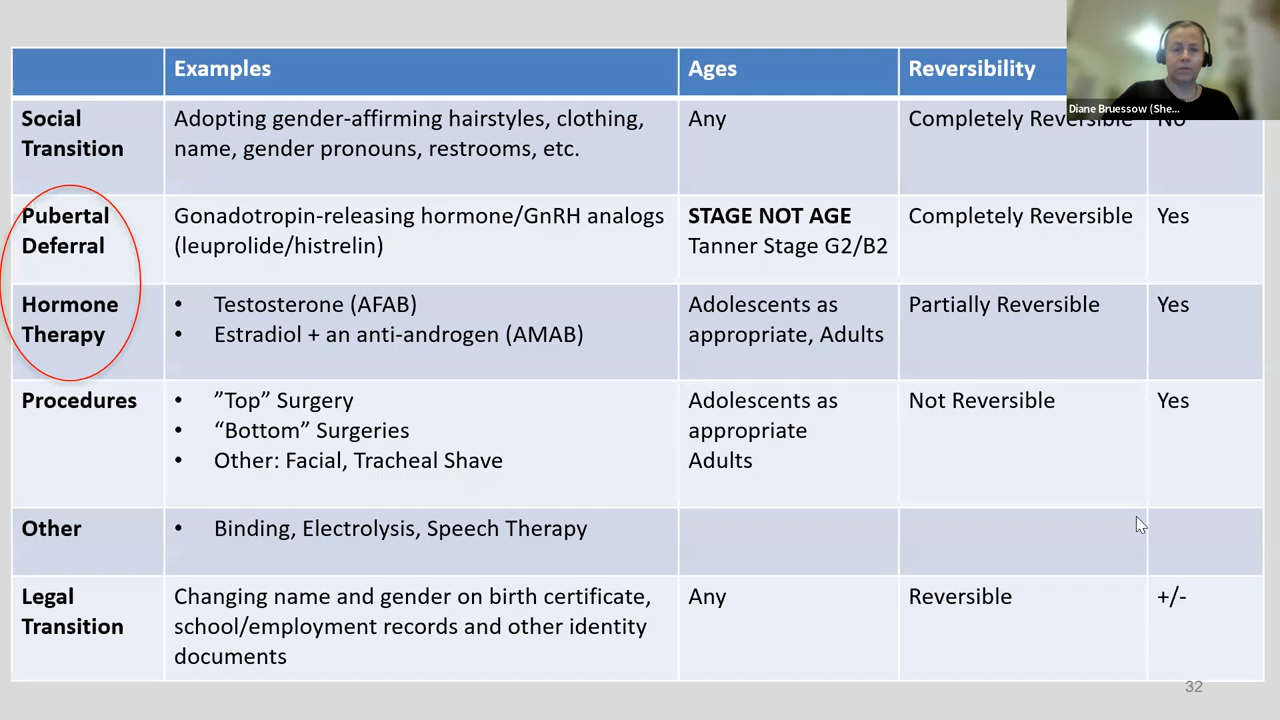 Examples Ages Reversibility
Diane Bruessow (She...
Social Transition
Adopting gender-affirming hairstyles, clothing,
name, gender pronouns, restrooms, etc.
Any
Completely Reversible
No
Pubertal Deferral
Gonadotropin-releasing hormone/GnRH analogs
(leuprolide/histrelin)
STAGE NOT AGE
Tanner Stage G2/B2
Completely Reversible
Yes
Hormone Therapy
• Testosterone (AFAB)
• Estradiol + an anti-androgen (AMAB)
Adolescents as
appropriate, Adults
Partially Reversible
Yes
Procedures
• ”Top” Surgery
• “Bottom” Surgeries
• Other: Facial, Tracheal Shave
Adolescents as
appropriate
Adults
Not Reversible
Yes
Other
• Binding, Electrolysis, Speech Therapy
Legal Transition
Changing name and gender on birth certificate,
school/employment records and other identity
documents
Any
Reversible
+/-
32